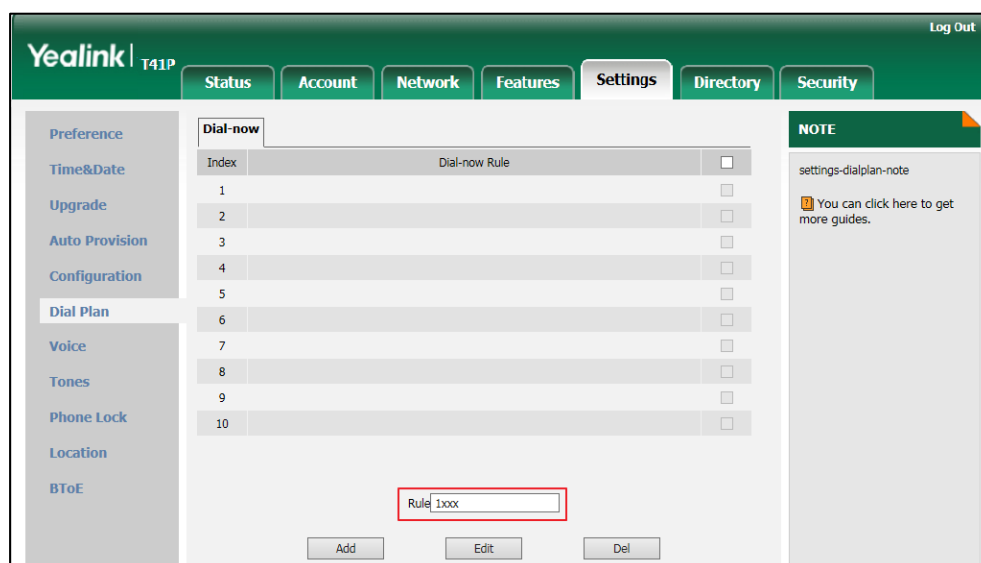 Log Out
Yealink T41P
Status Account Network Features Settings Directory Security
Preference
Time&Date
Upgrade
Auto Provision
Configuration
Dial Plan
Voice
Tones
Phone Lock
Location
BToE
Dial-now
Index Dial-now Rule
1
2
3
4
5
6
7
8
9
10
Rule 1xxx
Add Edit Del
NOTE
settings-dialplan-note
? You can click here to get
more guides.